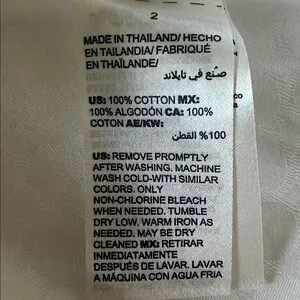 2
MADE IN THAILAND/ HECHO
EN TAILANDIA/ FABRIQUÉ
EN THAÏLANDE/
صنع في تايلاند
US: 100% COTTON MX:
100% ALGODÓN CA: 100%
COTON AE/KW:
100% القطن
US: REMOVE PROMPTLY
AFTER WASHING. MACHINE
WASH COLD-WITH SIMILAR
COLORS. ONLY
NON-CHLORINE BLEACH
WHEN NEEDED. TUMBLE
DRY LOW. WARM IRON AS
NEEDED. MAY BE DRY
CLEANED MX: RETIRAR
INMEDIATAMENTE
DESPUÉS DE LAVAR. LAVAR
A MÁQUINA CON AGUA FRIA